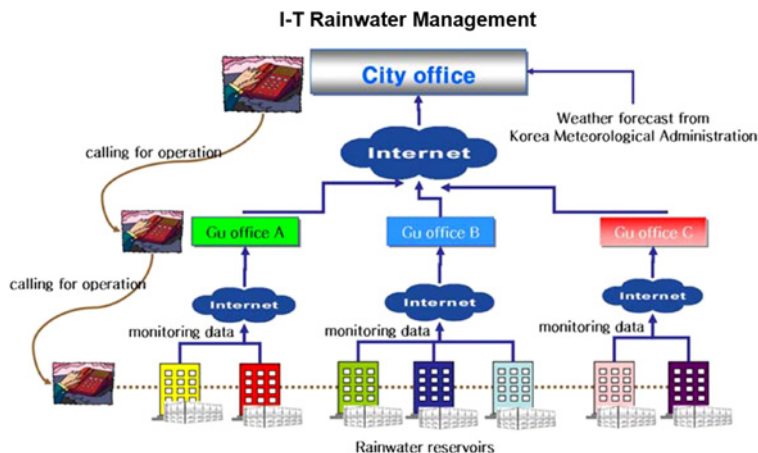 I-T Rainwater Management
City office
Weather forecast from
Korea Meteorological Administration
Internet
calling for operation
Gu office A
Gu office B
Gu office C
calling for operation
Internet
Internet
Internet
monitoring data
monitoring data
monitoring data
Rainwater reservoirs